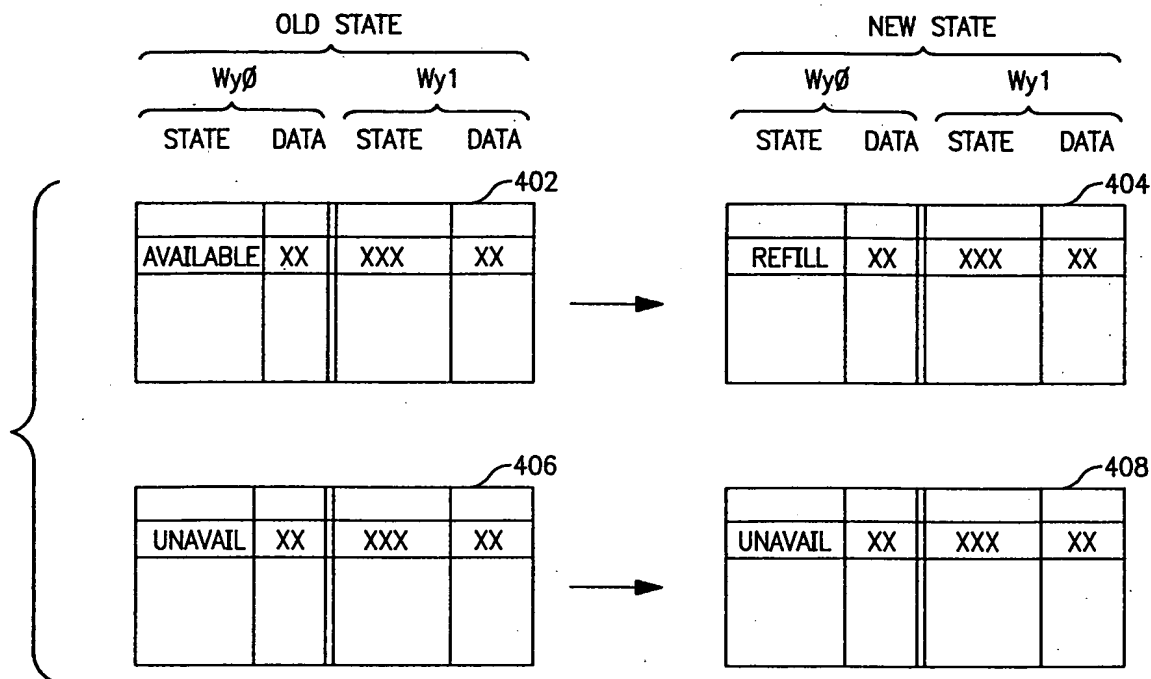 OLD STATE NEW STATE
WyØ Wy1 WyØ Wy1
STATE DATA STATE DATA STATE DATA STATE DATA
402 404
AVAILABLE XX XXX XX REFILL XX XXX XX
406 408
UNAVAIL XX XXX XX UNAVAIL XX XXX XX